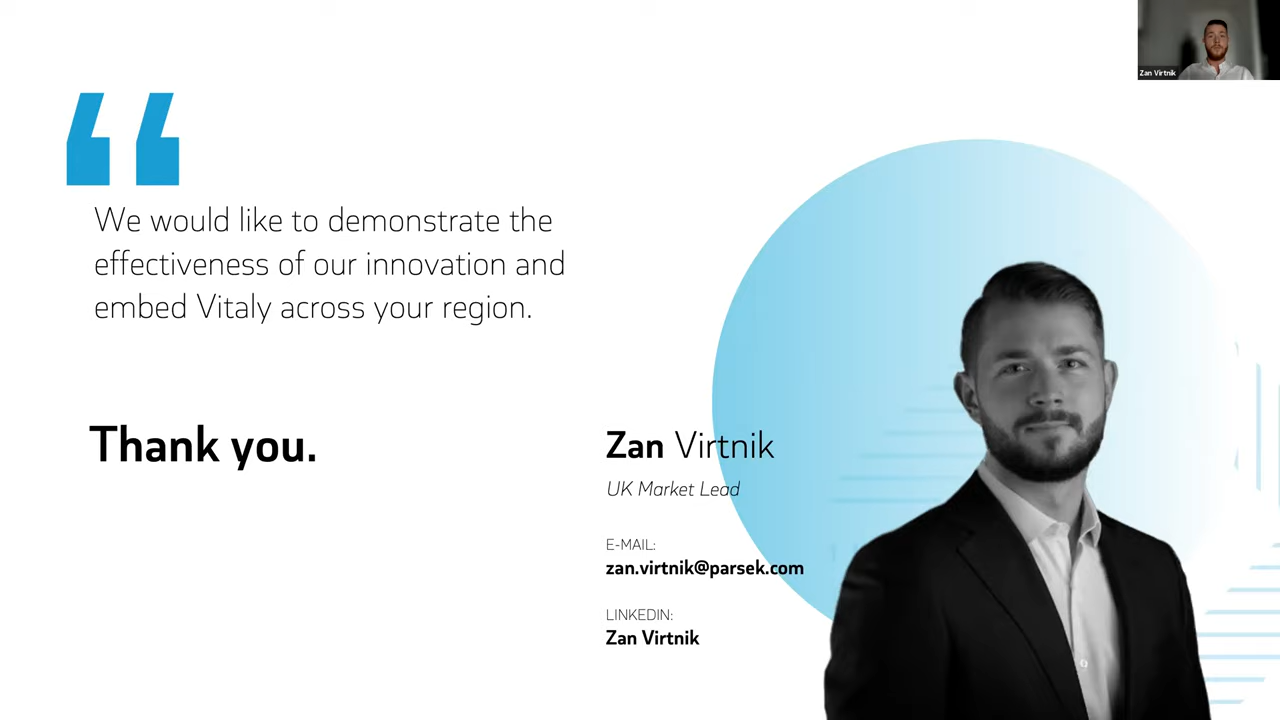 Zan Virtnik
We would like to demonstrate the
effectiveness of our innovation and
embed Vitaly across your region.
Thank you.
Zan Virtnik
UK Market Lead
E-MAIL:
zan.virtnik@parsek.com
LINKEDIN:
Zan Virtnik